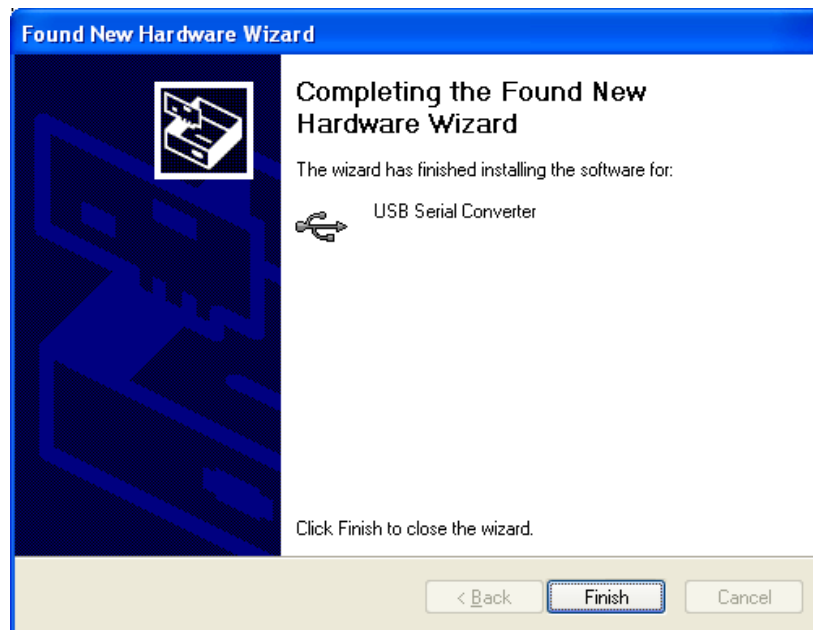 Found New Hardware Wizard
Completing the Found New
Hardware Wizard
The wizard has finished installing the software for:
USB Serial Converter
Click Finish to close the wizard.
< Back
Finish
Cancel